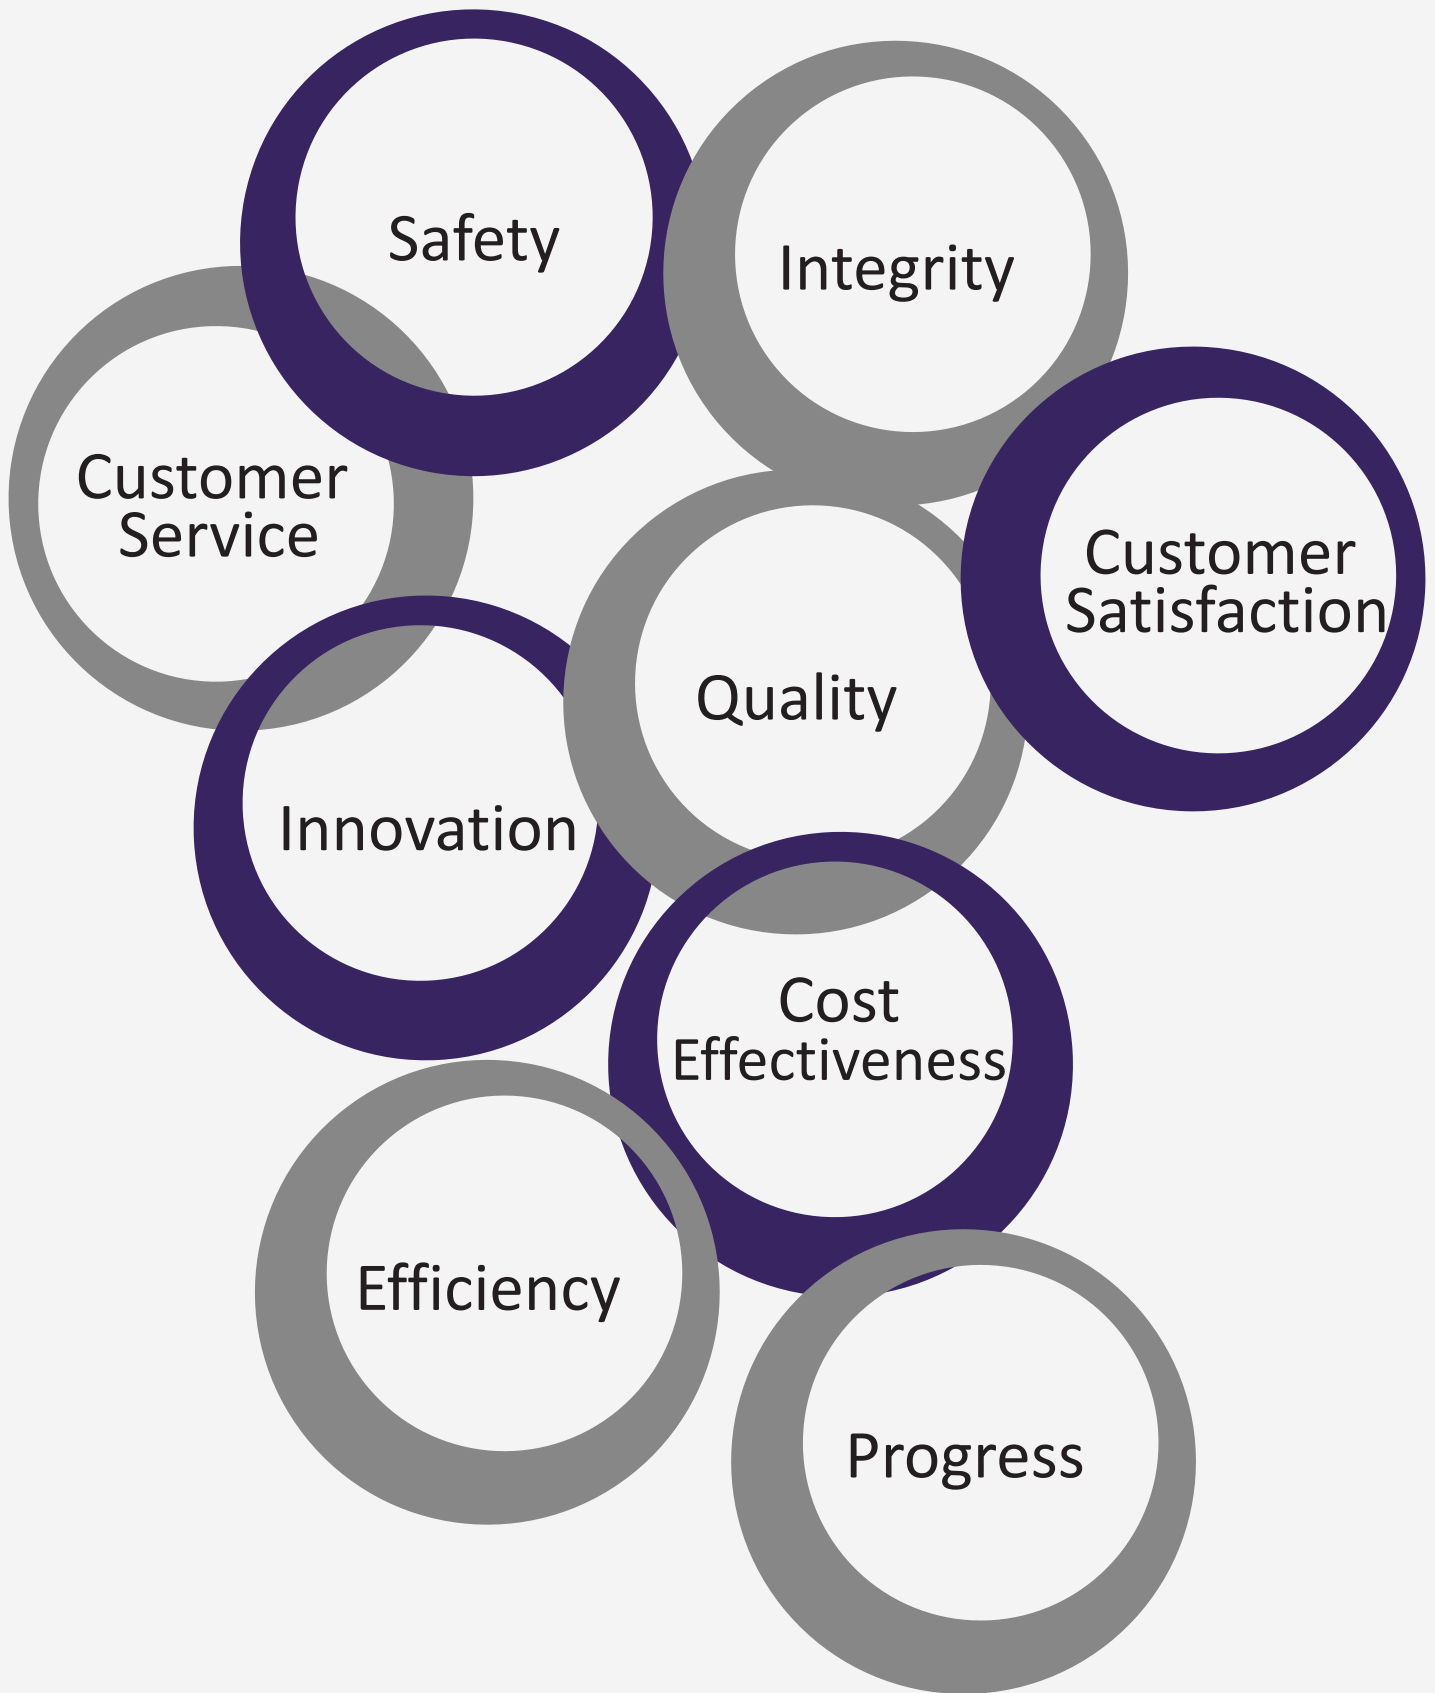 Safety
Integrity
Customer
Service
Customer
Satisfaction
Quality
Innovation
Cost
Effectiveness
Efficiency
Progress